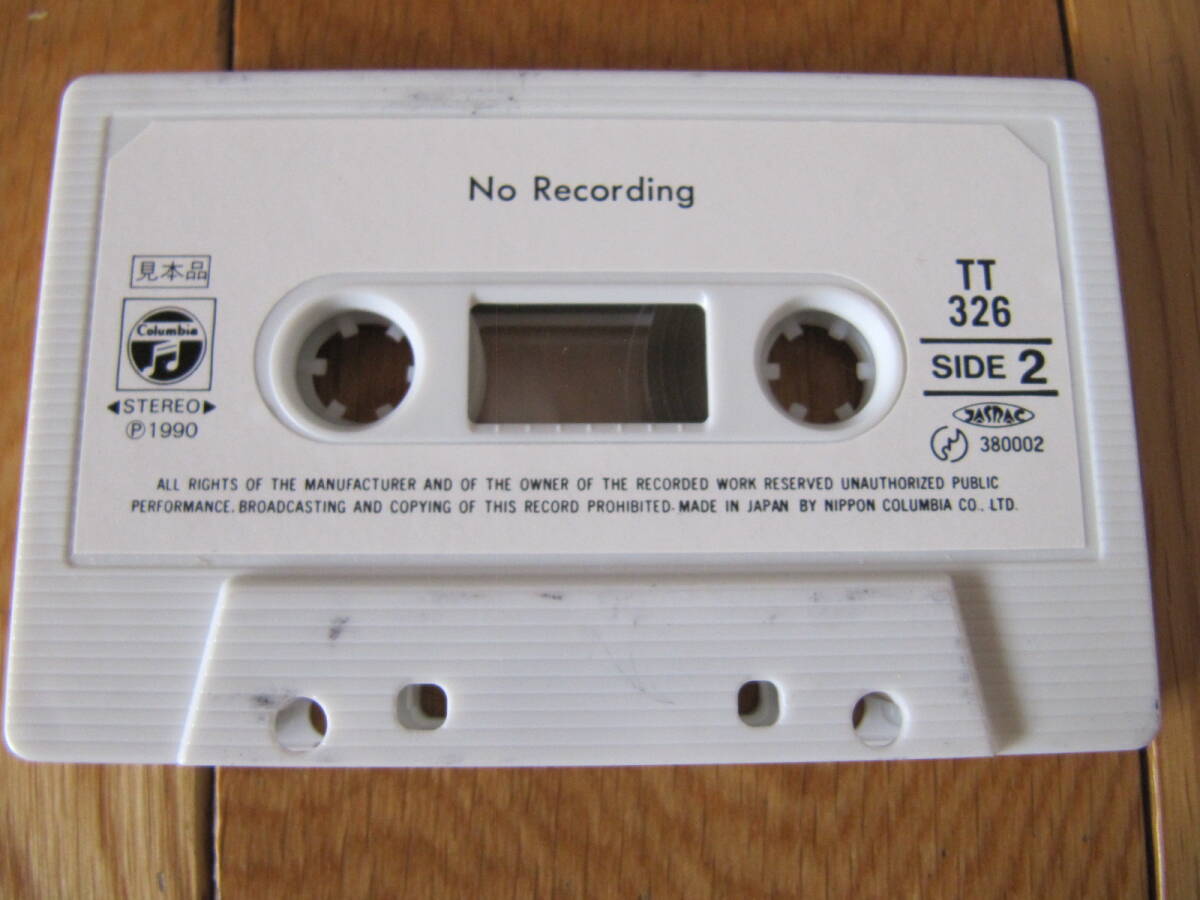 No Recording
見本品
Columbia
◀STEREO▶
Ⓟ1990
TT
326
SIDE 2
JASRAC
380002
ALL RIGHTS OF THE MANUFACTURER AND OF THE OWNER OF THE RECORDED WORK RESERVED UNAUTHORIZED PUBLIC
PERFORMANCE. BROADCASTING AND COPYING OF THIS RECORD PROHIBITED. MADE IN JAPAN BY NIPPON COLUMBIA CO., LTD.